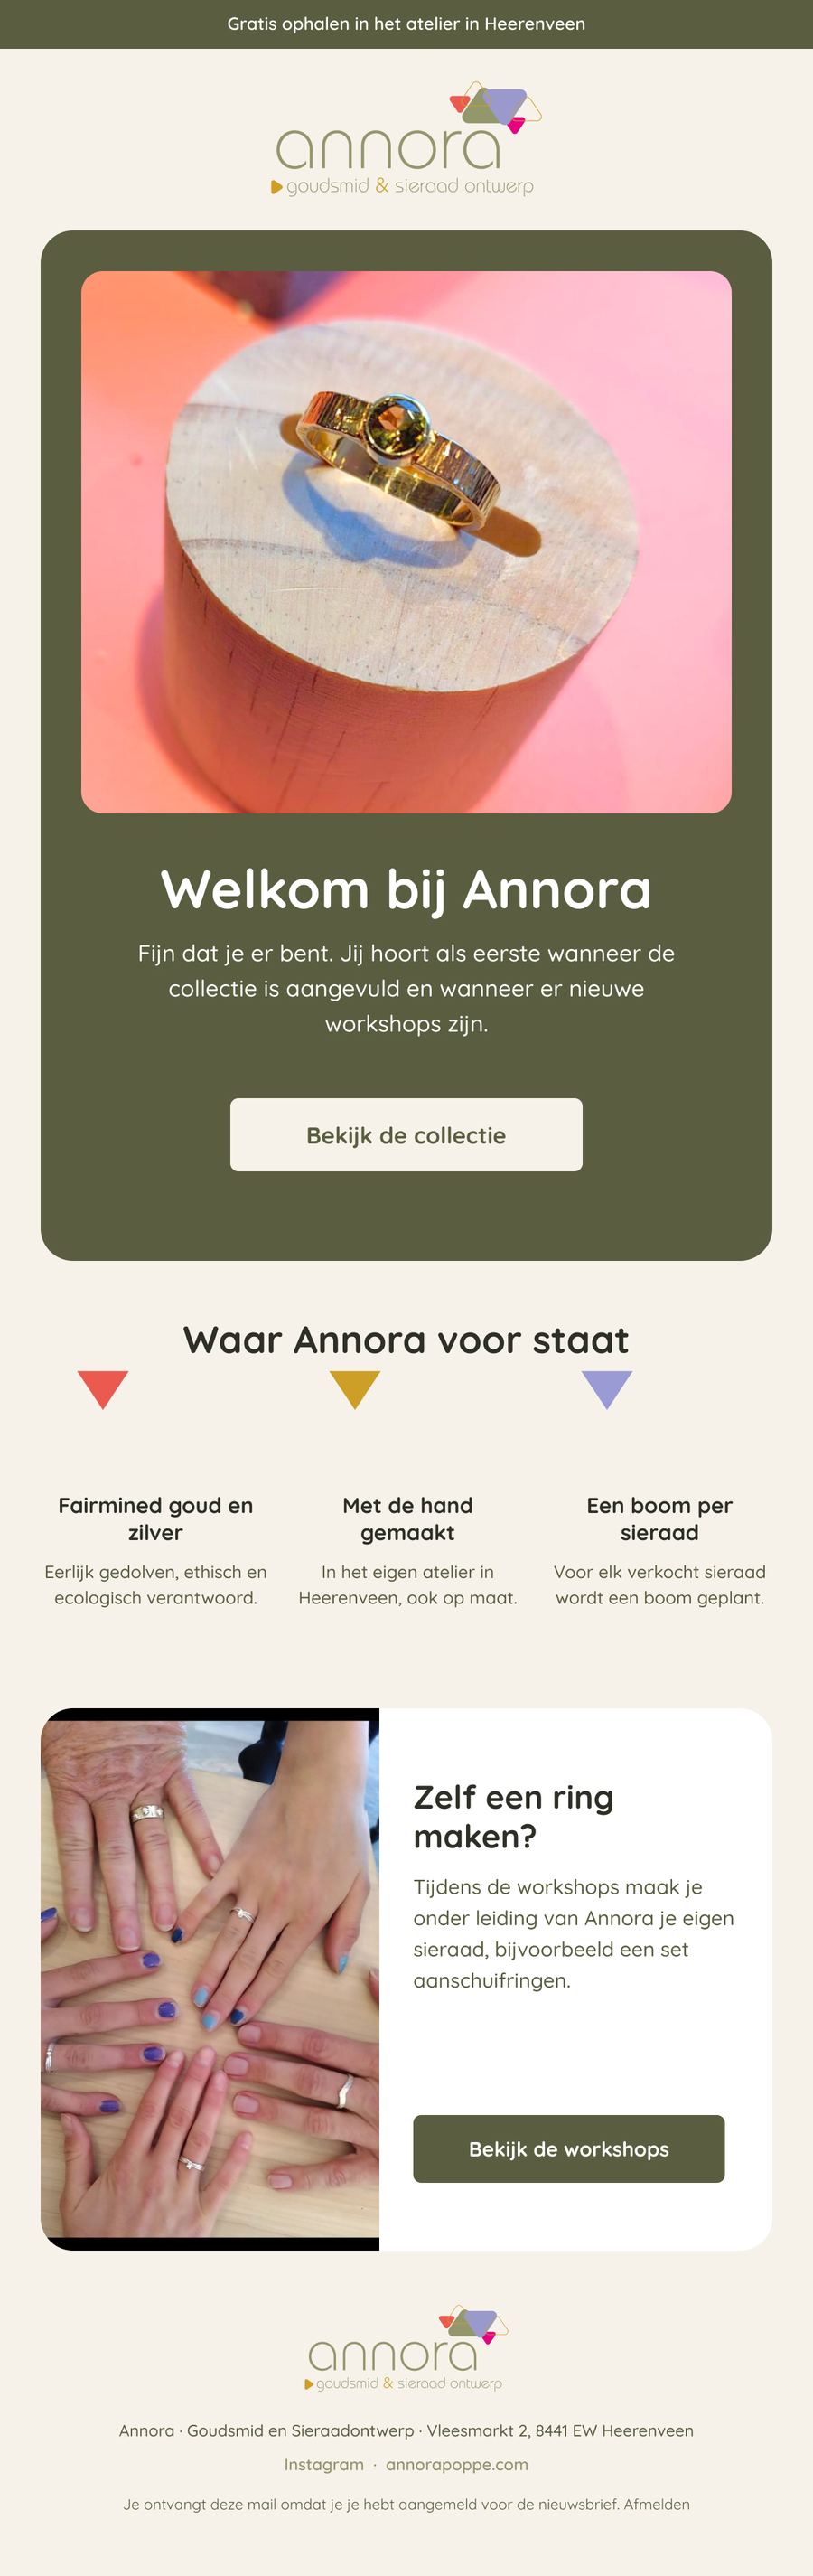 Gratis ophalen in het atelier in Heerenveen
annora
goudsmid & sieraad ontwerp
Welkom bij Annora
Fijn dat je er bent. Jij hoort als eerste wanneer de
collectie is aangevuld en wanneer er nieuwe
workshops zijn.
Bekijk de collectie
Waar Annora voor staat
Fairmined goud en
zilver
Eerlijk gedolven, ethisch en
ecologisch verantwoord.
Met de hand
gemaakt
In het eigen atelier in
Heerenveen, ook op maat.
Een boom per
sieraad
Voor elk verkocht sieraad
wordt een boom geplant.
Zelf een ring
maken?
Tijdens de workshops maak je
onder leiding van Annora je eigen
sieraad, bijvoorbeeld een set
aanschuifringen.
Bekijk de workshops
annora
goudsmid & sieraad ontwerp
Annora · Goudsmid en Sieraadontwerp · Vleesmarkt 2, 8441 EW Heerenveen
Instagram · annorapoppe.com
Je ontvangt deze mail omdat je je hebt aangemeld voor de nieuwsbrief. Afmelden